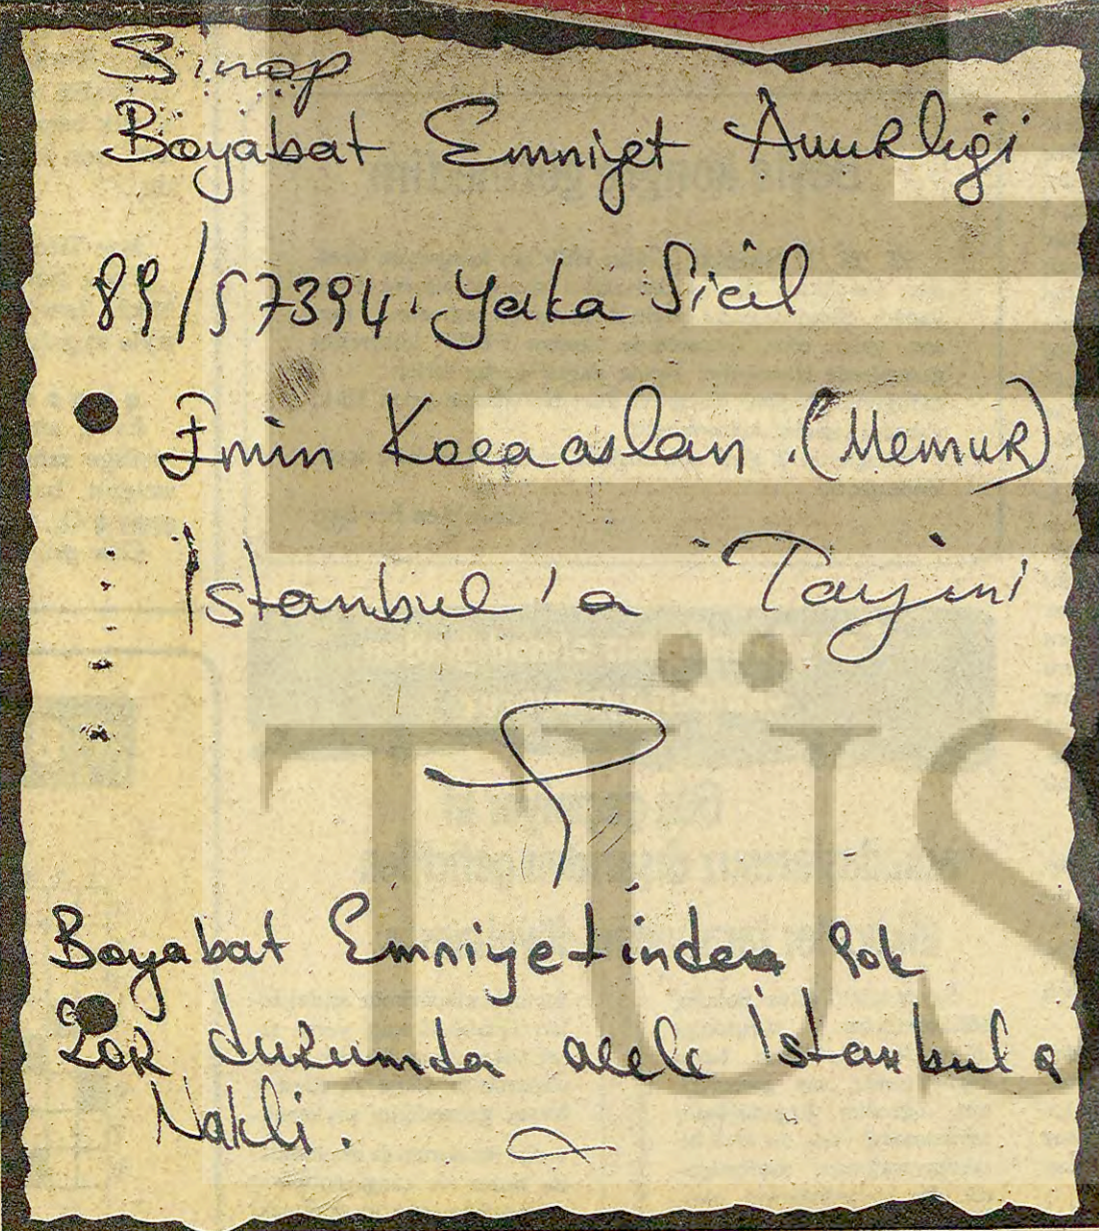 Sinop
Boyabat Emniyet Amirliği
89/57394. Yaka Sicil
Emin Kocaaslan .(Memur)
İstanbul'a Tayini
Boyabat Emniyetinden Çok
Zor durumda acele İstanbul a
Nakli.
TÜS